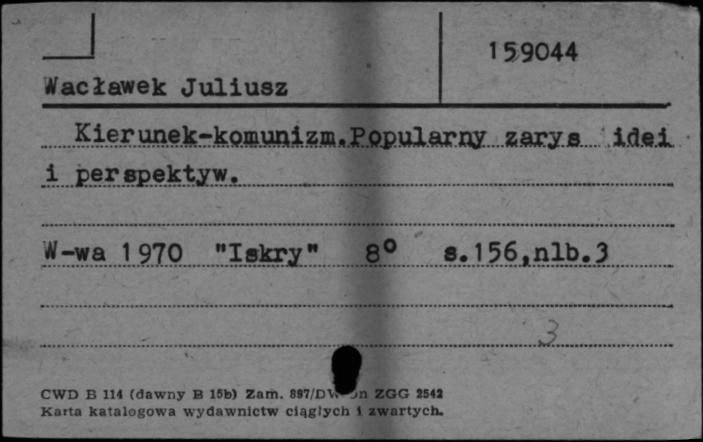 159044
Wacławek Juliusz
Kierunek-komunizm.Popularny zarys idei
i perspektyw.
W-wa 1970 "Iskry" 8° s.156,nlb.3
3
CWD B 114 (dawny B 15b) Zam. 897/DW ZGG 2542
Karta katalogowa wydawnictw ciągłych i zwartych.